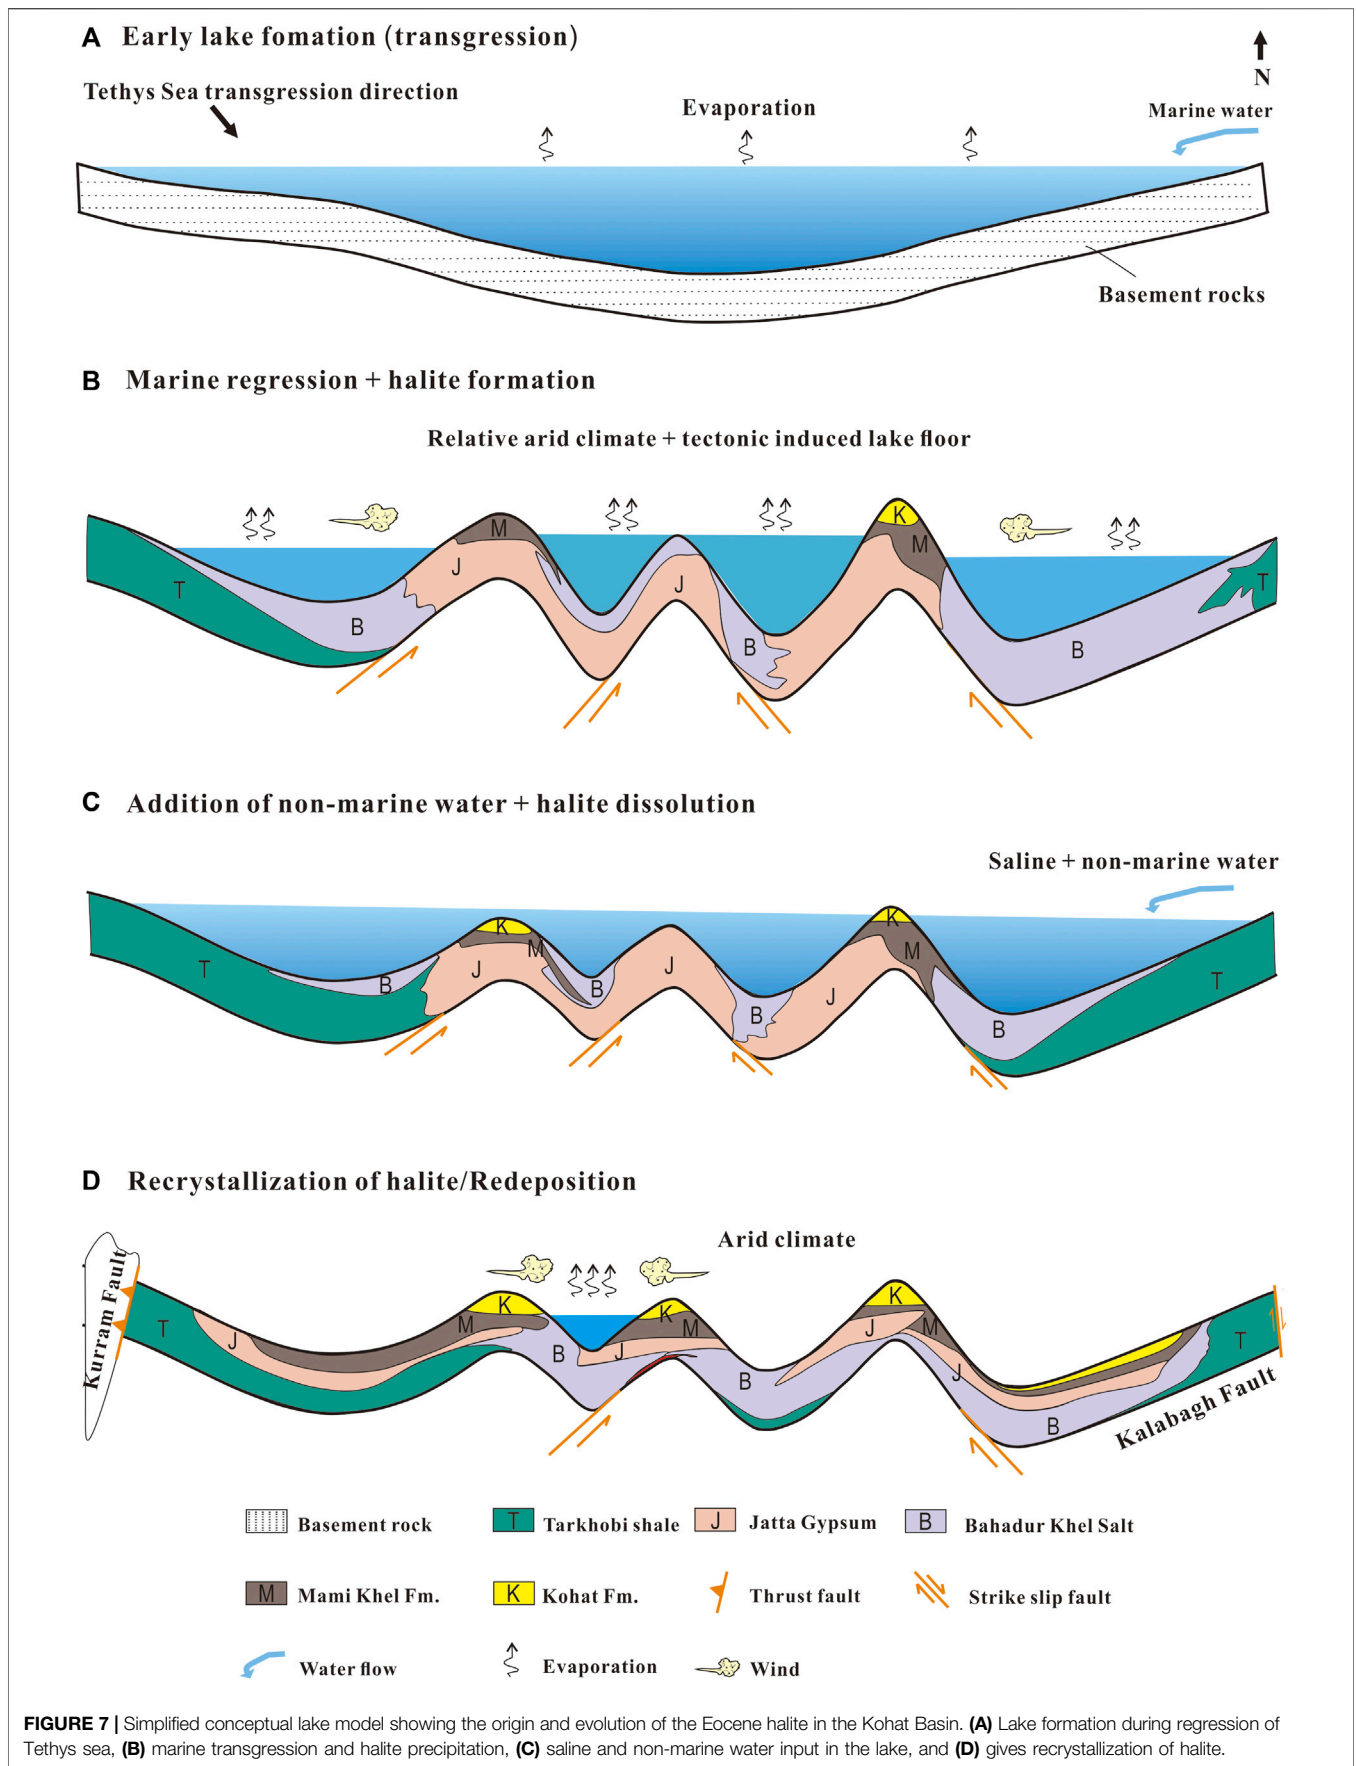 A Early lake fomation (transgression)
N
Tethys Sea transgression direction
Evaporation
Marine water
Basement rocks
B Marine regression + halite formation
Relative arid climate + tectonic induced lake floor
K
M
M
J
J
T
T
B
B
B
C Addition of non-marine water + halite dissolution
Saline + non-marine water
K
K
M
M
T
J
J
J
T
B
B
B
B
D Recrystallization of halite/Redeposition
Arid climate
Kurram Fault
K
K
K
T
J
M
M
J
M
B
J
J
T
B
B
Kalabagh Fault
Basement rock
T Tarkhobi shale
J Jatta Gypsum
B Bahadur Khel Salt
M Mami Khel Fm.
K Kohat Fm.
Thrust fault
Strike slip fault
Water flow
Evaporation
Wind
FIGURE 7 | Simplified conceptual lake model showing the origin and evolution of the Eocene halite in the Kohat Basin. (A) Lake formation during regression of
Tethys sea, (B) marine transgression and halite precipitation, (C) saline and non-marine water input in the lake, and (D) gives recrystallization of halite.